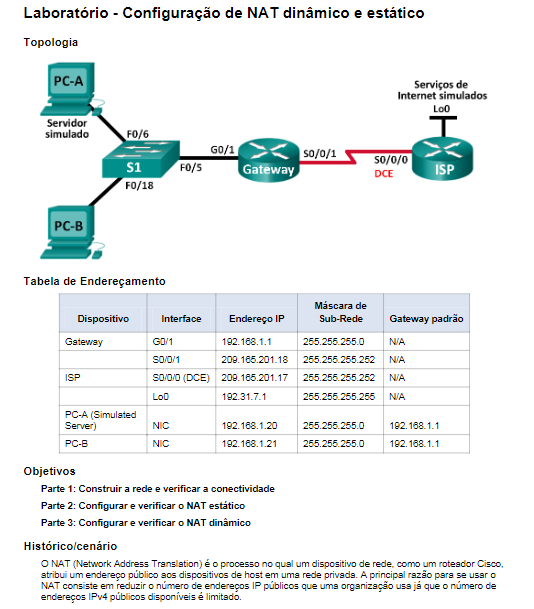 Laboratório - Configuração de NAT dinâmico e estático
Topologia
PC-A
Servidor
simulado
F0/6
S1
F0/5
F0/18
PC-B
G0/1
Gateway
S0/0/1
S0/0/0
DCE
ISP
Serviços de
Internet simulados
Lo0
Tabela de Endereçamento
Dispositivo Interface Endereço IP Máscara de Sub-Rede Gateway padrão
Gateway G0/1 192.168.1.1 255.255.255.0 N/A
S0/0/1 209.165.201.18 255.255.255.252 N/A
ISP S0/0/0 (DCE) 209.165.201.17 255.255.255.252 N/A
Lo0 192.31.7.1 255.255.255.255 N/A
PC-A (Simulated Server) NIC 192.168.1.20 255.255.255.0 192.168.1.1
PC-B NIC 192.168.1.21 255.255.255.0 192.168.1.1
Objetivos
Parte 1: Construir a rede e verificar a conectividade
Parte 2: Configurar e verificar o NAT estático
Parte 3: Configurar e verificar o NAT dinâmico
Histórico/cenário
O NAT (Network Address Translation) é o processo no qual um dispositivo de rede, como um roteador Cisco,
atribui um endereço público aos dispositivos de host em uma rede privada. A principal razão para se usar o
NAT consiste em reduzir o número de endereços IP públicos que uma organização usa já que o número de
endereços IPv4 públicos disponíveis é limitado.